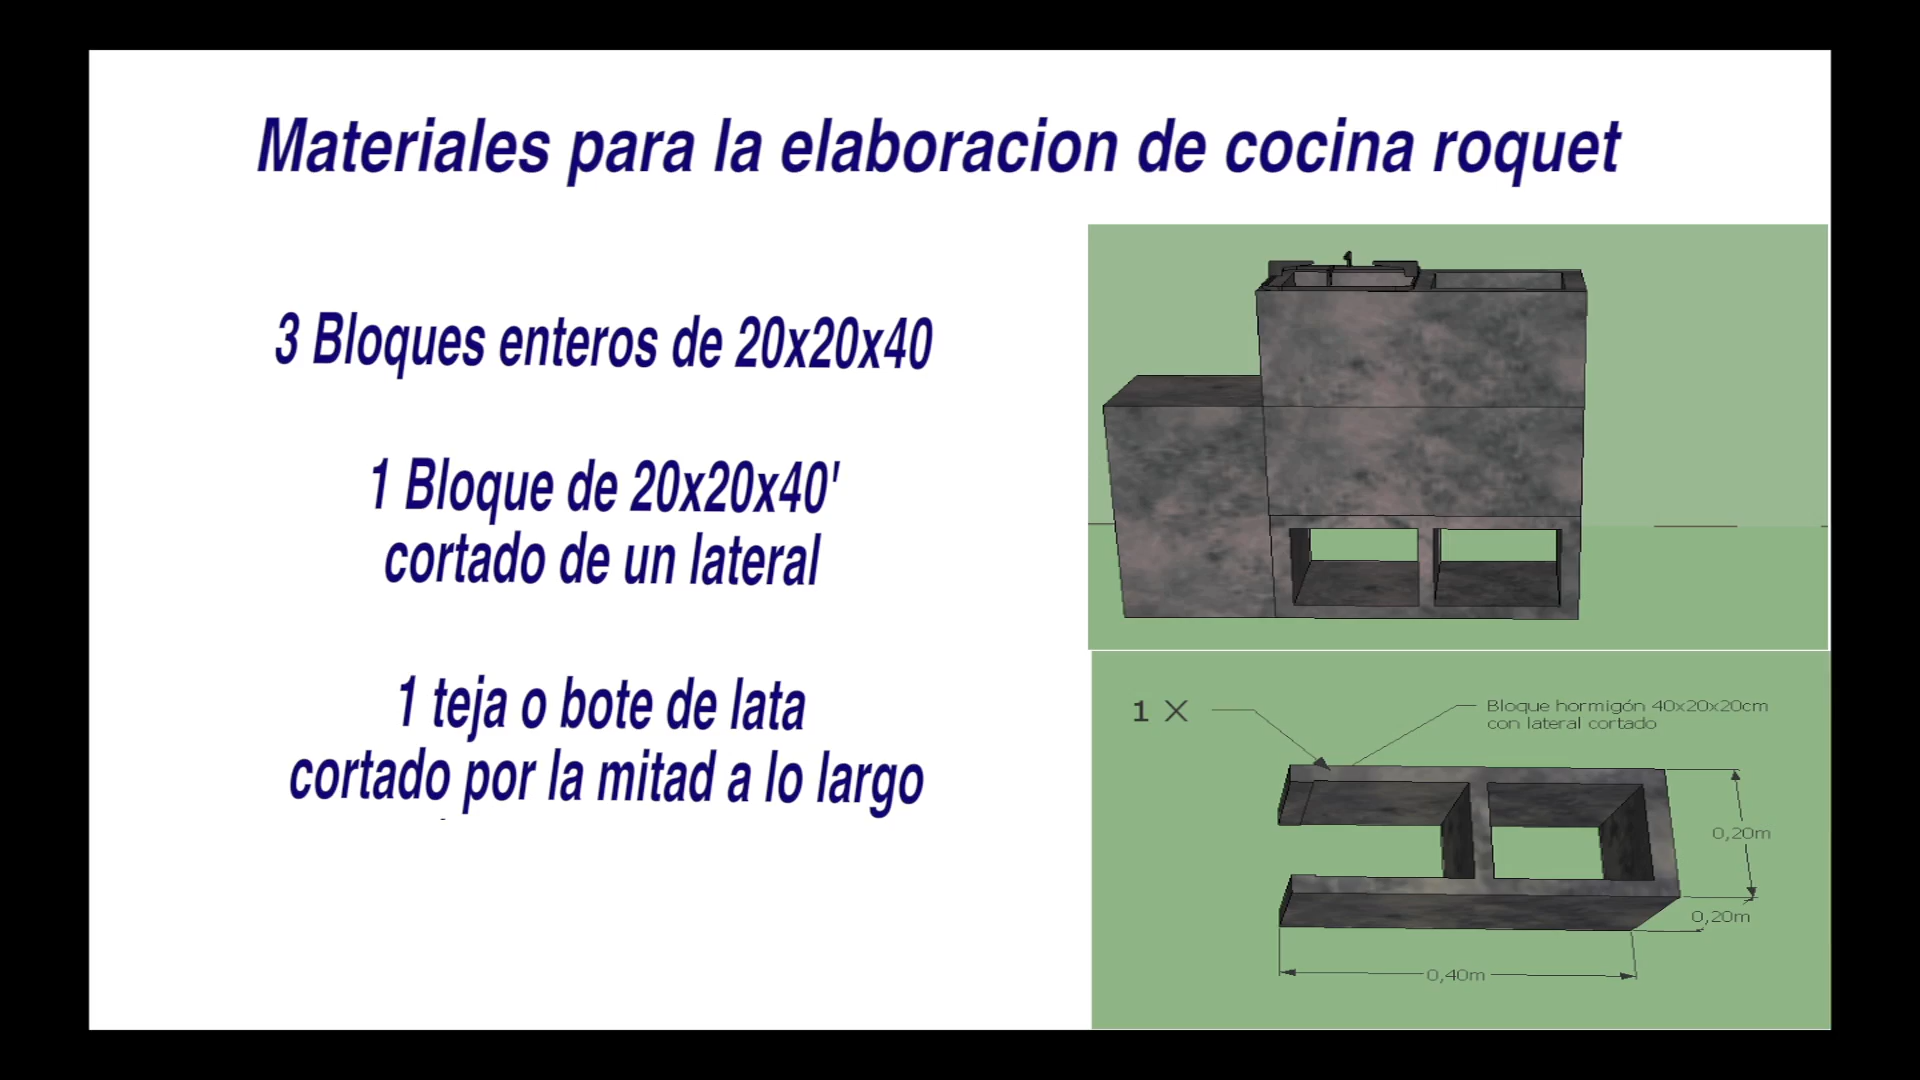 Materiales para la elaboracion de cocina roquet
3 Bloques enteros de 20x20x40
1 Bloque de 20x20x40'
cortado de un lateral
1 teja o bote de lata
cortado por la mitad a lo largo
1 X
Bloque hormigón 40x20x20cm
con lateral cortado
0,20m
0,20m
0,40m